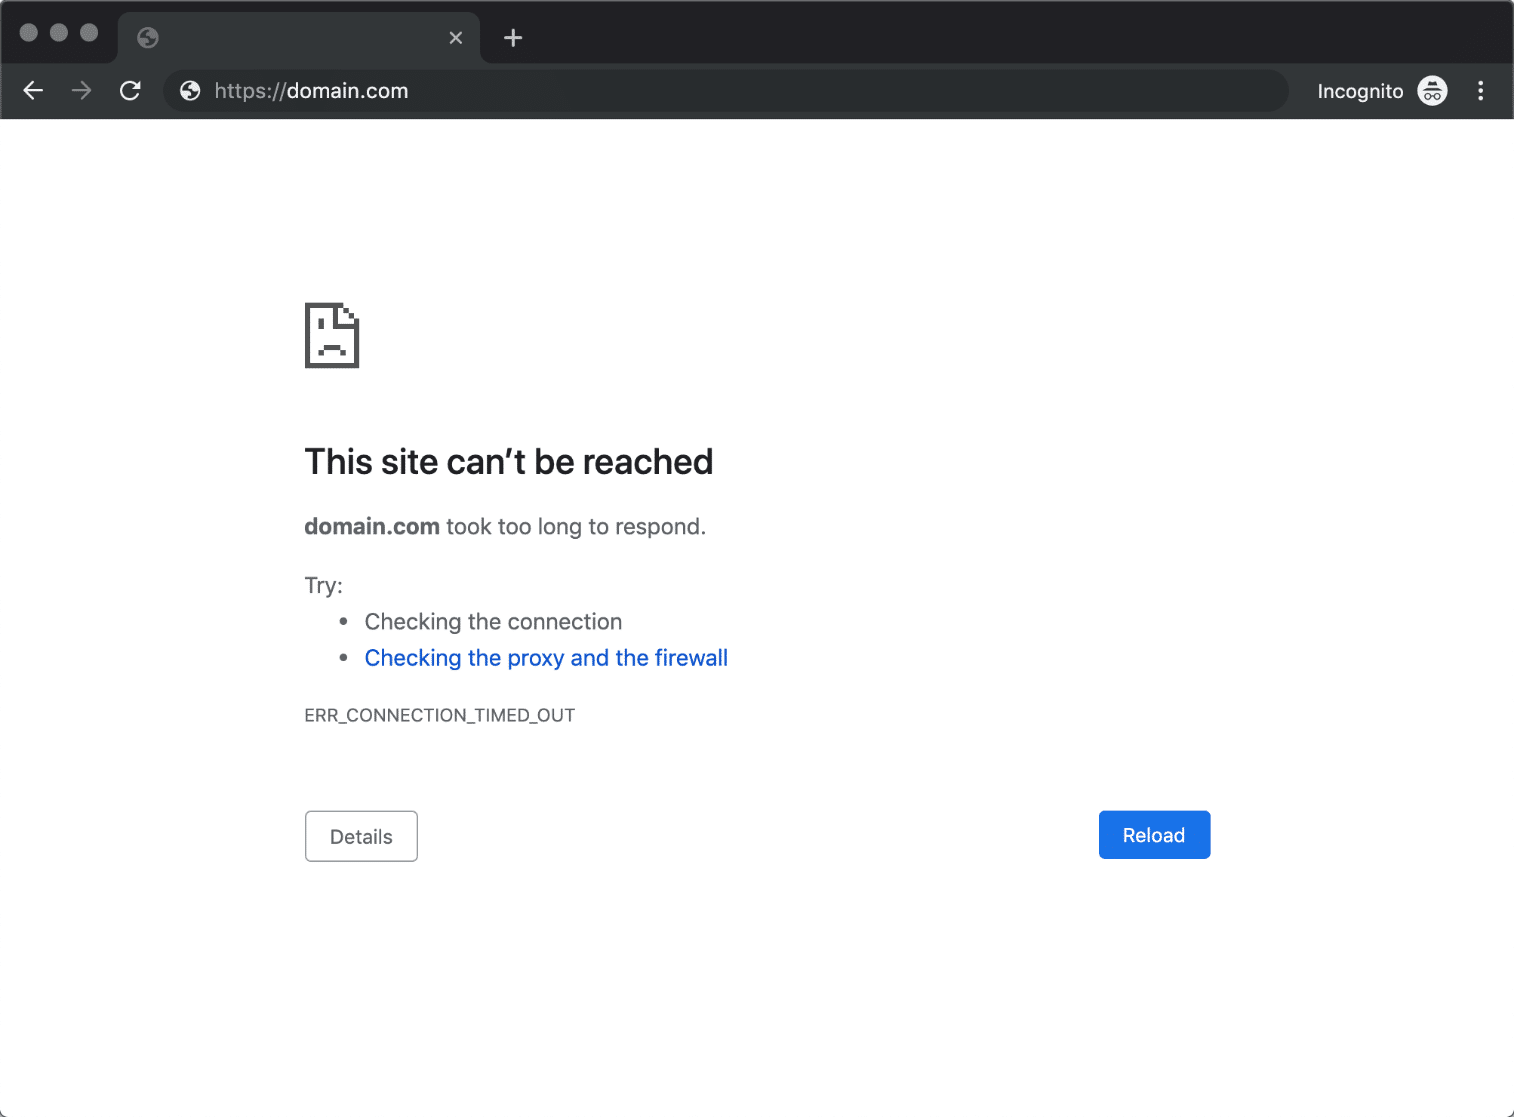 https://domain.com
Incognito
This site can’t be reached
domain.com took too long to respond.
Try:
• Checking the connection
• Checking the proxy and the firewall
ERR_CONNECTION_TIMED_OUT
Details
Reload